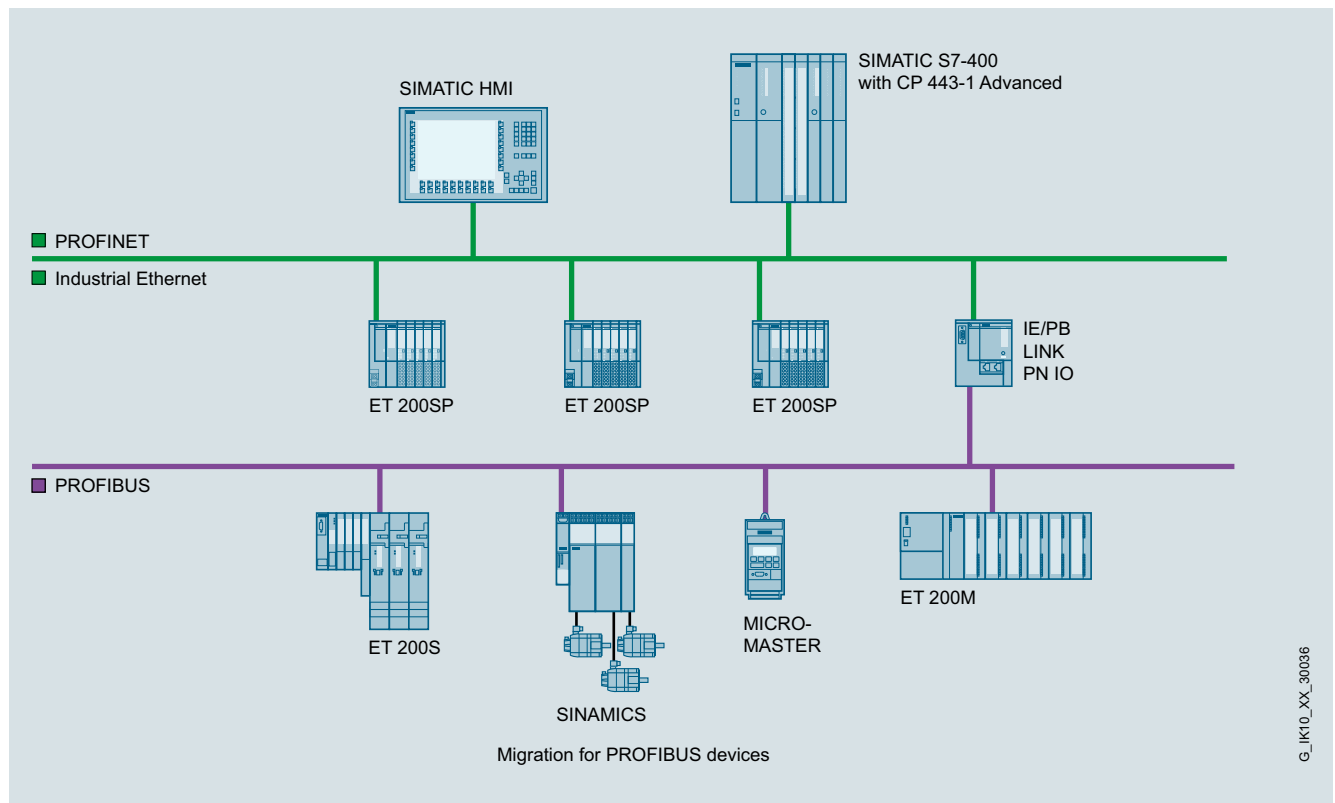 SIMATIC HMI
SIMATIC S7-400
with CP 443-1 Advanced
PROFINET
Industrial Ethernet
ET 200SP
ET 200SP
ET 200SP
IE/PB
LINK
PN IO
PROFIBUS
ET 200S
SINAMICS
MICRO-
MASTER
ET 200M
Migration for PROFIBUS devices
G_IK10_XX_30036